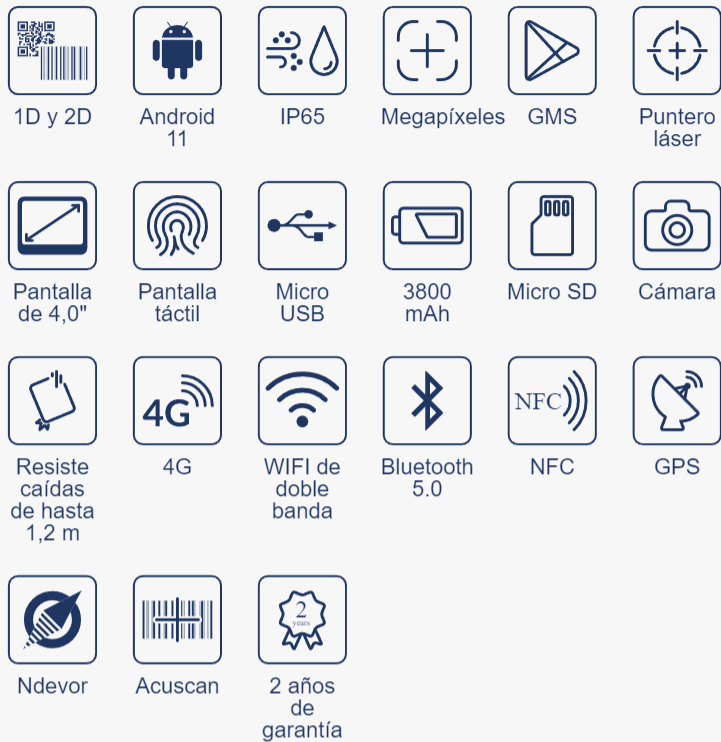 1D y 2D
Android
11
IP65
Megapíxeles
GMS
Puntero
láser
Pantalla
de 4,0"
Pantalla
táctil
Micro
USB
3800
mAh
Micro SD
Cámara
4G
NFC
Resiste
caídas
de hasta
1,2 m
4G
WIFI de
doble
banda
Bluetooth
5.0
NFC
GPS
2
years
Ndevor
Acuscan
2 años
de
garantía